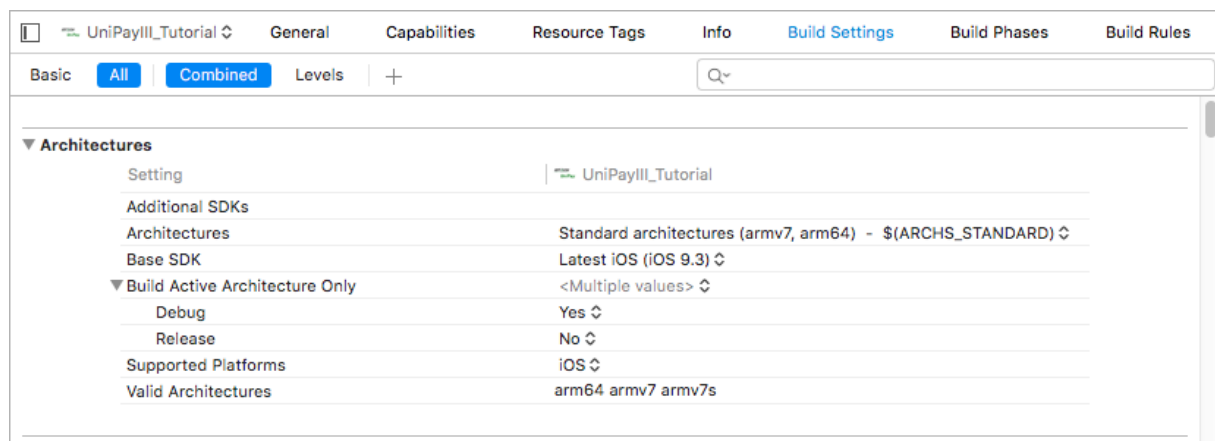 UniPayIII_Tutorial General Capabilities Resource Tags Info Build Settings Build Phases Build Rules
Basic All Combined Levels +
Architectures
Setting UniPayIII_Tutorial
Additional SDKs
Architectures Standard architectures (armv7, arm64) - $(ARCHS_STANDARD)
Base SDK Latest iOS (iOS 9.3)
Build Active Architecture Only <Multiple values>
Debug Yes
Release No
Supported Platforms iOS
Valid Architectures arm64 armv7 armv7s